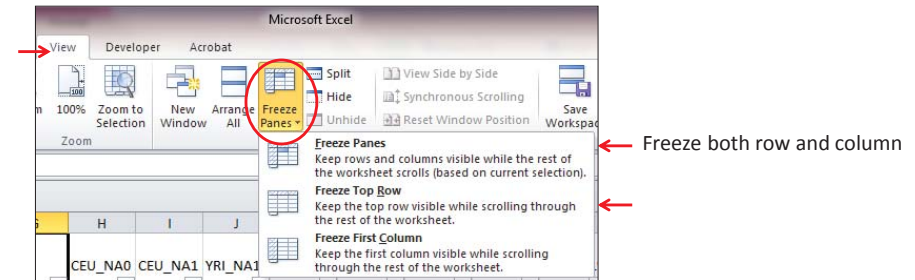 Microsoft Excel
View Developer Acrobat
100
100% Zoom to Selection
New Window
Arrange All
Freeze Panes
Split
Hide
Unhide
View Side by Side
Synchronous Scrolling
Reset Window Position
Save
Zoom
Freeze Panes
Keep rows and columns visible while the rest of
the worksheet scrolls (based on current selection).
Freeze both row and column
Freeze Top Row
Keep the top row visible while scrolling through
the rest of the worksheet.
Freeze First Column
Keep the first column visible while scrolling
through the rest of the worksheet.
H I J
CEU_NA0 CEU_NA1 YRI_NA1